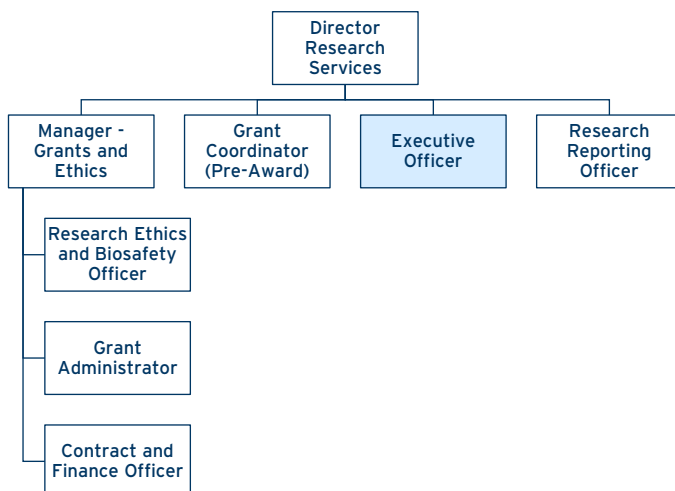 Director
Research
Services
Manager -
Grants and
Ethics
Grant
Coordinator
(Pre-Award)
Executive
Officer
Research
Reporting
Officer
Research Ethics
and Biosafety
Officer
Grant
Administrator
Contract and
Finance Officer